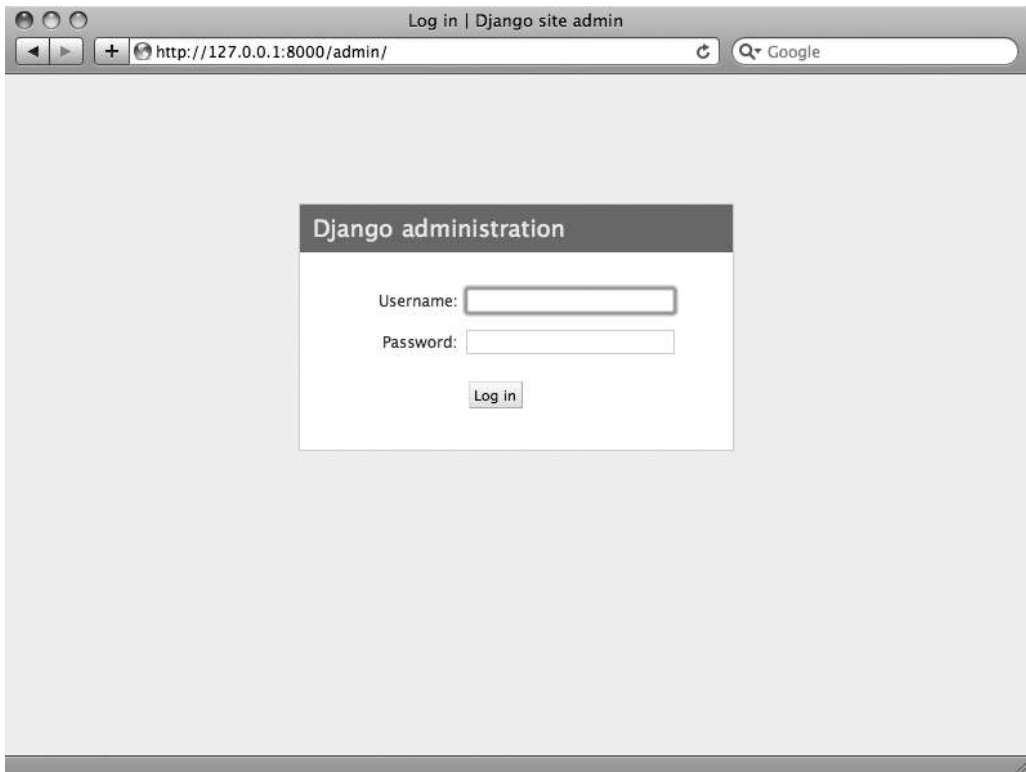 Log in | Django site admin
http://127.0.0.1:8000/admin/
Google
Django administration
Username:
Password:
Log in